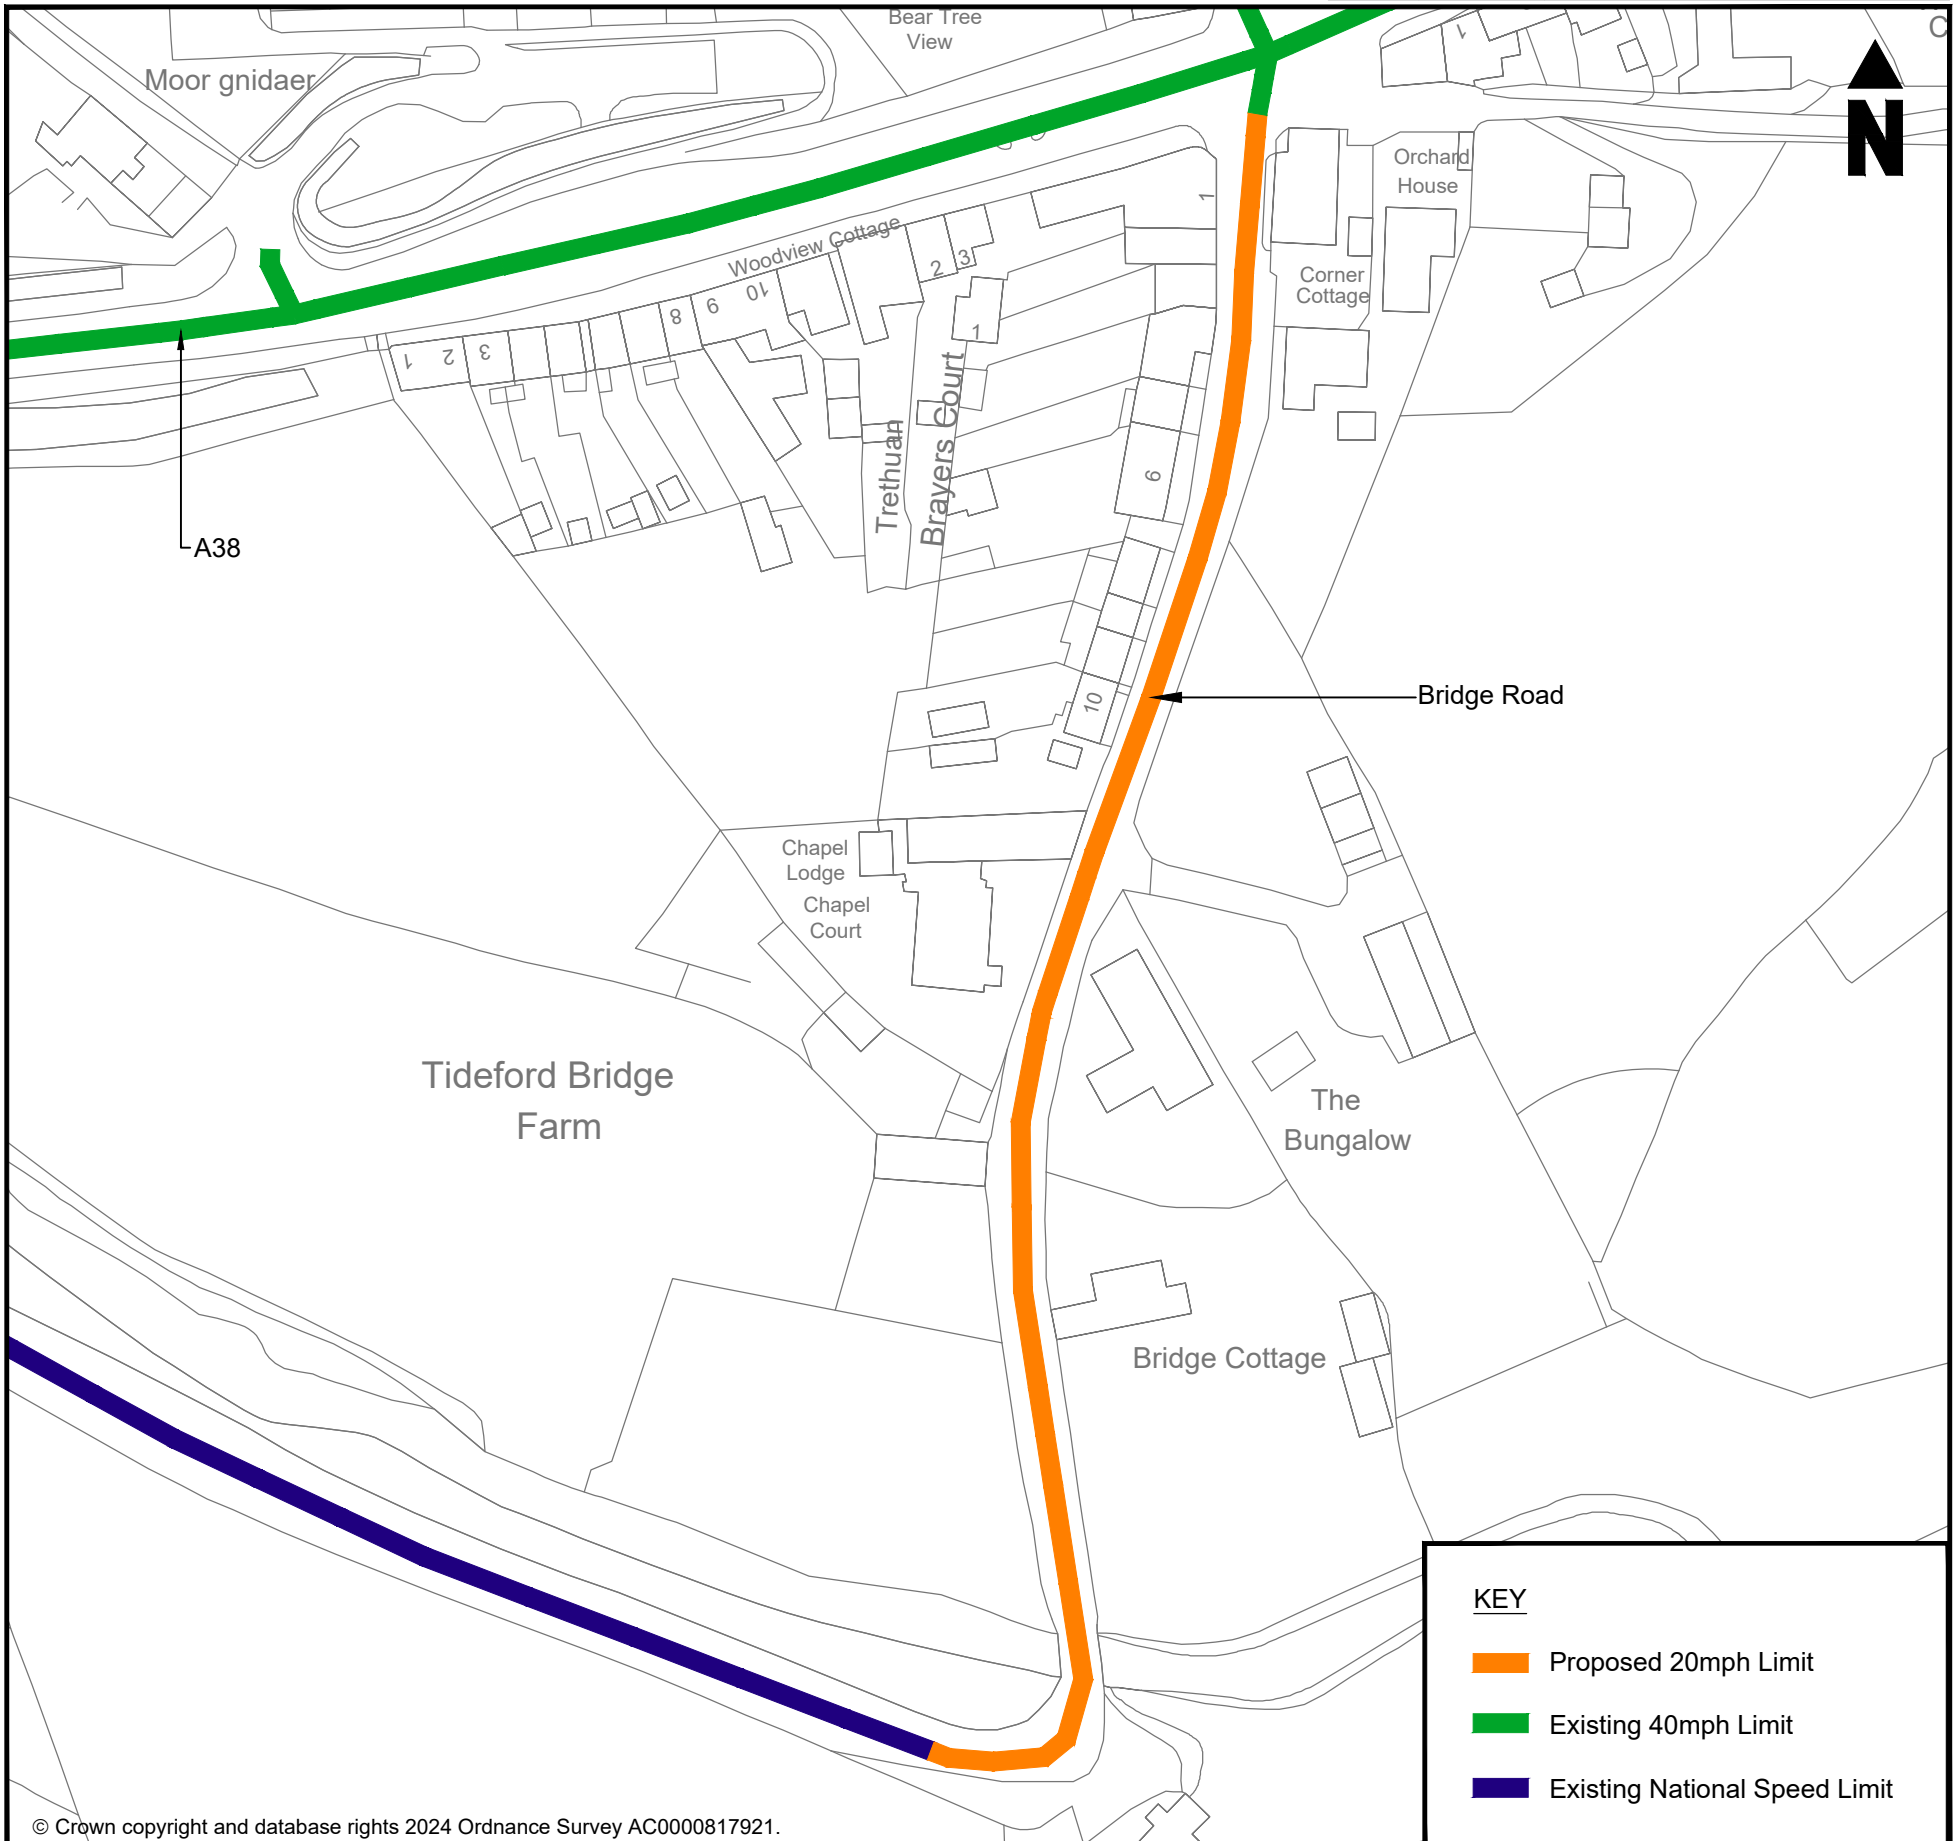 Bear Tree
View
C
Moor gnidaer
N
1
Orchard
House
1
Woodview Cottage
2
3
Corner
Cottage
10
9
8
1
1
2
3
Brayers Court
Trethuan
6
A38
Bridge Road
10
Chapel
Lodge
Chapel
Court
Tideford Bridge
Farm
The
Bungalow
Bridge Cottage
KEY
Proposed 20mph Limit
Existing 40mph Limit
Existing National Speed Limit
© Crown copyright and database rights 2024 Ordnance Survey AC0000817921.